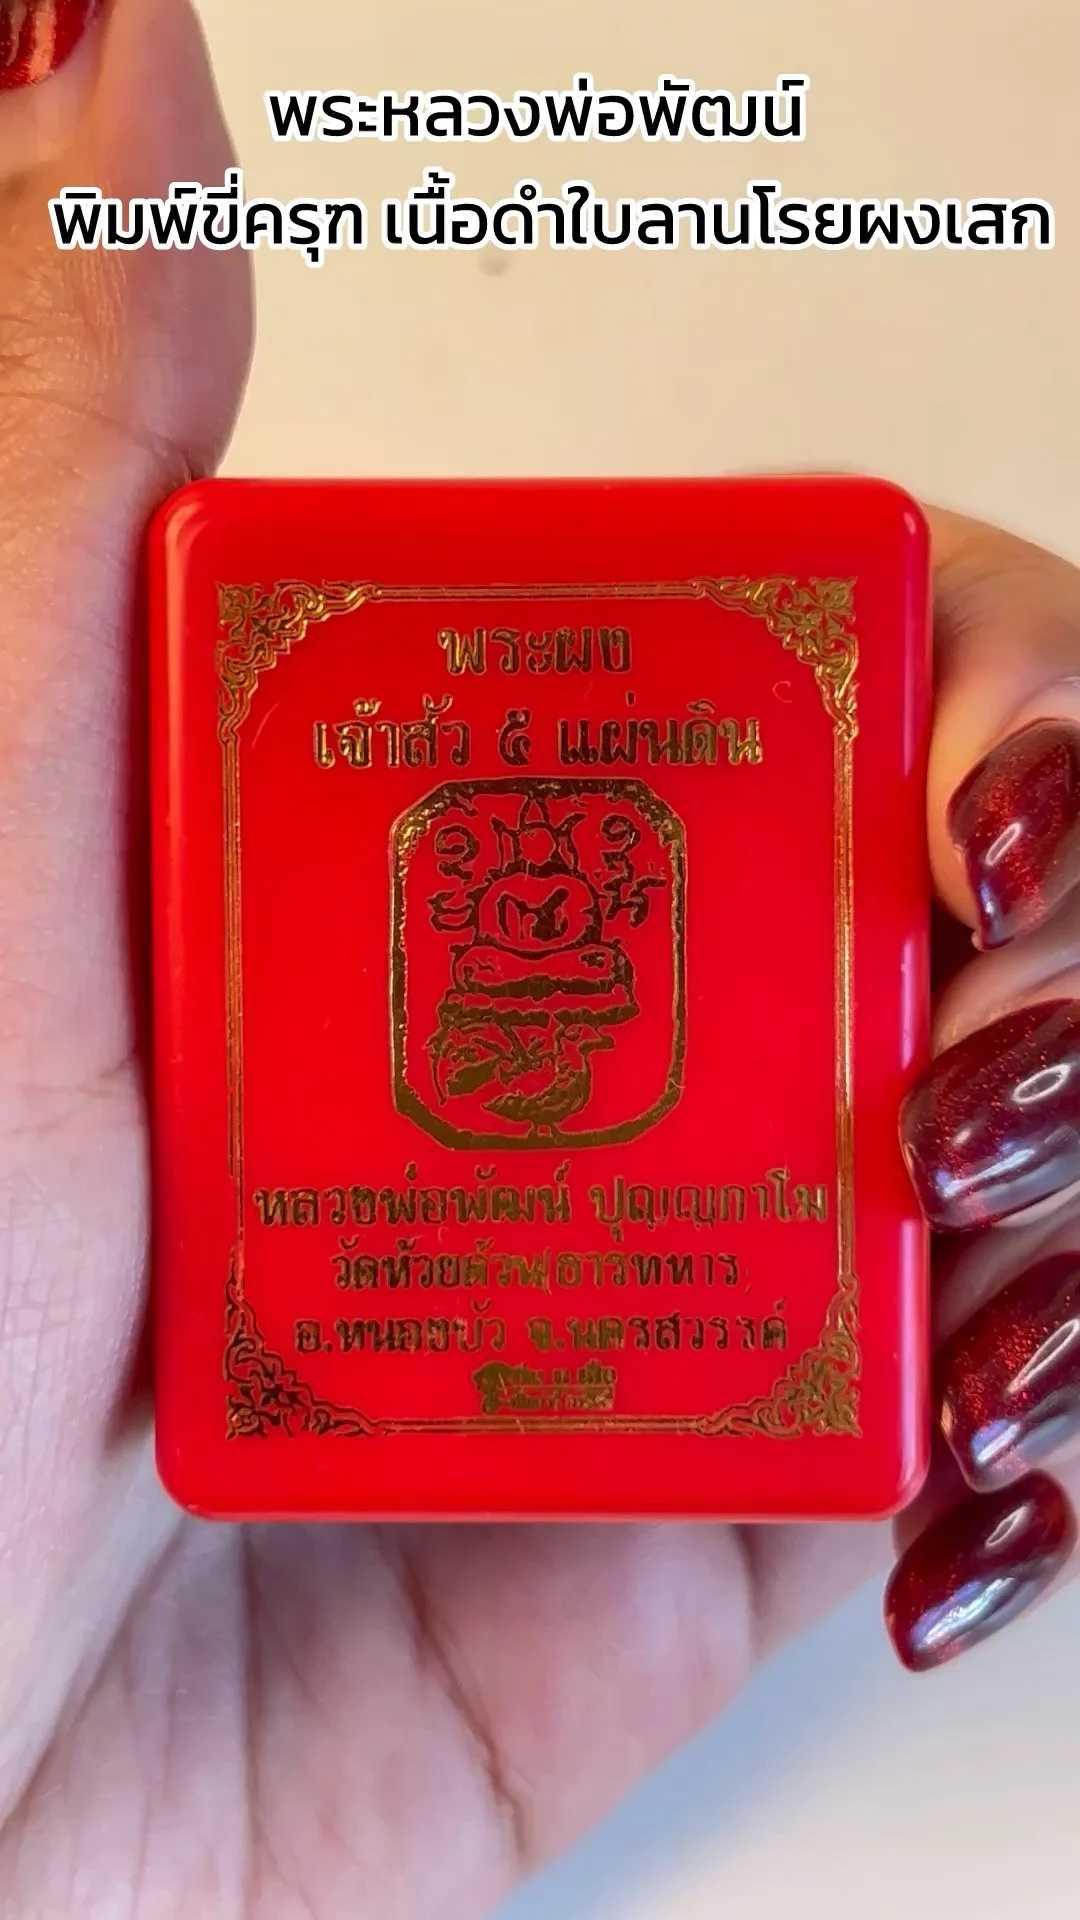 พระหลวงพ่อพัฒน์
พิมพ์ขี่ครุฑ เนื้อดำใบลานโรยผงเสก
พระผง
เจ้าสัว ๕ แผ่นดิน
หลวงพ่อพัฒน์ ปุญญกาโม
วัดห้วยด้วน(ธารทหาร)
อ.หนองบัว จ.นครสวรรค์